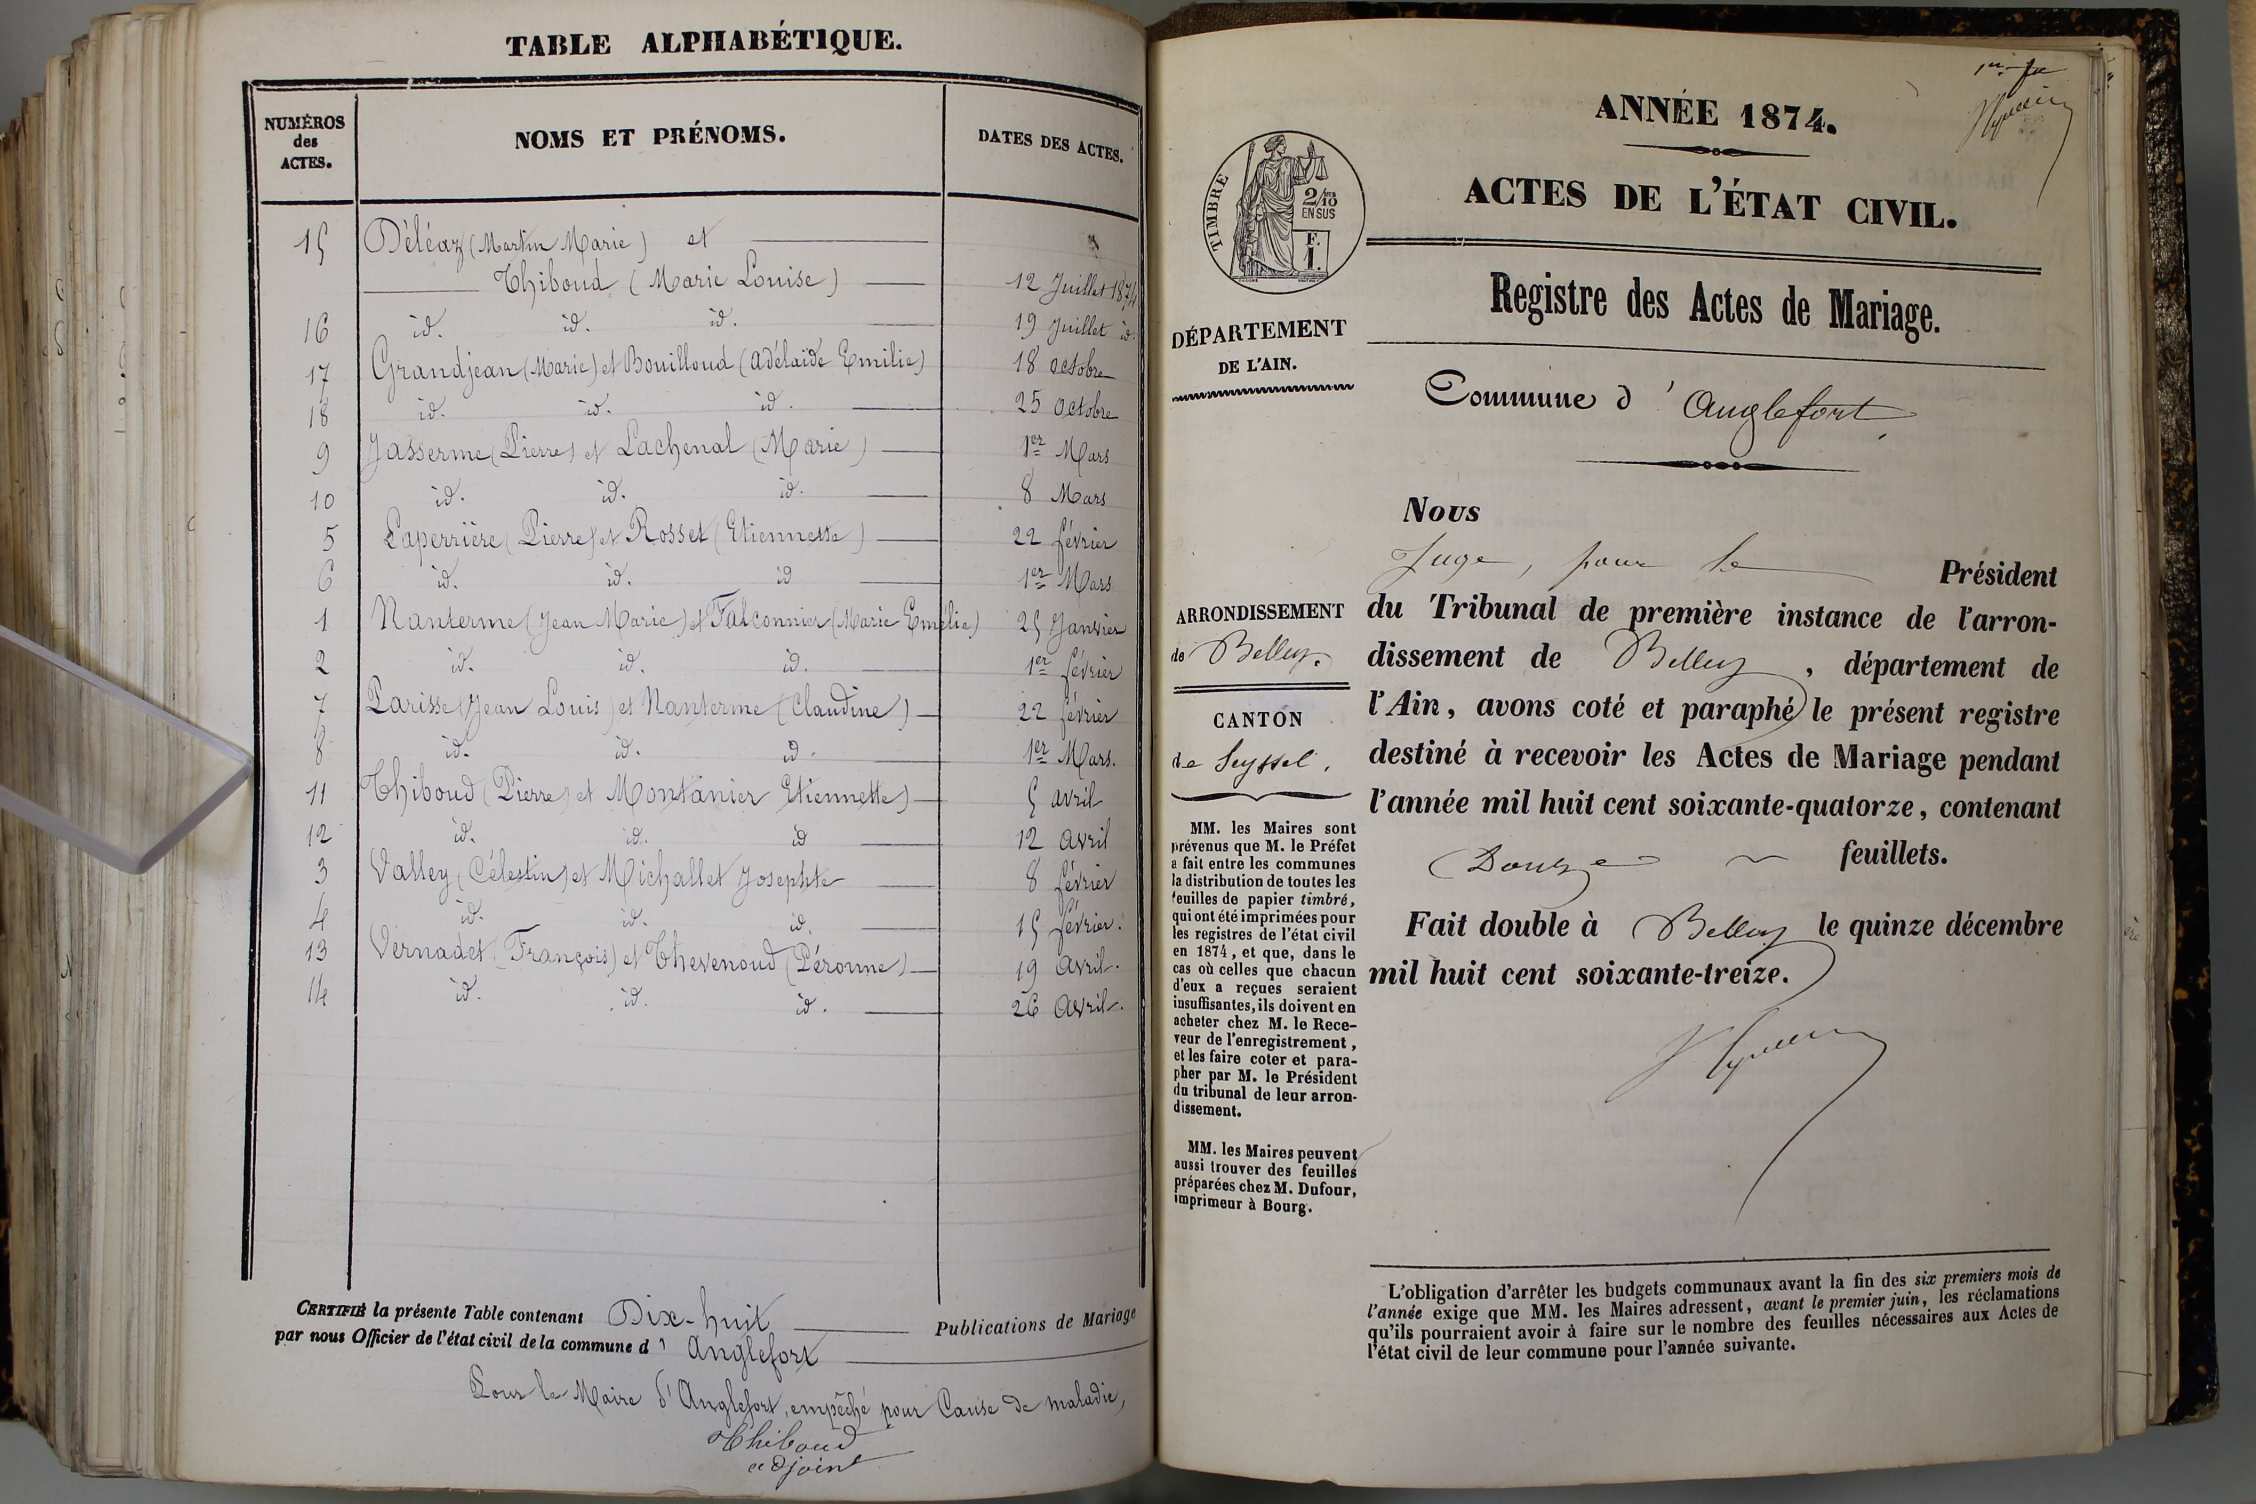 TABLE ALPHABÉTIQUE.
NUMÉROS des ACTES. NOMS ET PRÉNOMS. DATES DES ACTES.
15 Déléaz (Martin Marie) et
Thiboud (Marie Louise) 12 Juillet 1874
16 id. id. id. 19 Juillet id.
17 Grandjean (Marie) et Bouilloud (Adélaïde Emilie) 18 octobre
18 id. id. id. 25 octobre
9 Jasserme (Pierre) et Lachenal (Marie) 1er Mars
10 id. id. id. 8 Mars
5 Laperrière (Pierre) et Rosset (Etiennette) 22 février
6 id. id. id 1er Mars
1 Nanterme (Jean Marie) et Falconnier (Marie Emélie) 25 Janvier
2 id. id. id. 1er février
7 Parisse (Jean Louis) et Nanterme (Claudine) 22 février
8 id. id. id. 1er Mars.
11 Thiboud (Pierre) et Montanier Etiennette) 5 avril
12 id. id. id 12 avril
3 Valley (Célestin) et Michallet Josephte 8 février
4 id. id. id. 15 février.
13 Vernadet (François) et Thevenoud (Péronne) 19 avril.
14 id. id. id. 26 avril.
CERTIFIÉ la présente Table contenant Dix-huit Publications de Mariage
par nous Officier de l'état civil de la commune d' Anglefort
Pour le Maire d'Anglefort, empêché pour Cause de maladie,
Thiboud
adjoint
ANNÉE 1874.
ACTES DE L'ÉTAT CIVIL.
TIMBRE
2/10
EN SUS
F.
1.
Registre des Actes de Mariage.
DÉPARTEMENT
DE L'AIN.
Commune d' Anglefort
ARRONDISSEMENT
de Belley.
CANTON
de Seyssel.
MM. les Maires sont
prévenus que M. le Préfet
a fait entre les communes
la distribution de toutes les
feuilles de papier timbré,
qui ont été imprimées pour
les registres de l'état civil
en 1874, et que, dans le
cas où celles que chacun
d'eux a reçues seraient
insuffisantes, ils doivent en
acheter chez M. le Rece-
veur de l'enregistrement,
et les faire coter et para-
pher par M. le Président
du tribunal de leur arron-
dissement.
MM. les Maires peuvent
aussi trouver des feuilles
préparées chez M. Dufour,
imprimeur à Bourg.
NOUS
Juge, pour le Président
du Tribunal de première instance de l'arron-
dissement de Belley, département de
l'Ain, avons coté et paraphé le présent registre
destiné à recevoir les Actes de Mariage pendant
l'année mil huit cent soixante-quatorze, contenant
Douze feuillets.
Fait double à Belley le quinze décembre
mil huit cent soixante-treize.
L'obligation d'arrêter les budgets communaux avant la fin des six premiers mois de
l'année exige que MM. les Maires adressent, avant le premier juin, les réclamations
qu'ils pourraient avoir à faire sur le nombre des feuilles nécessaires aux Actes de
l'état civil de leur commune pour l'année suivante.